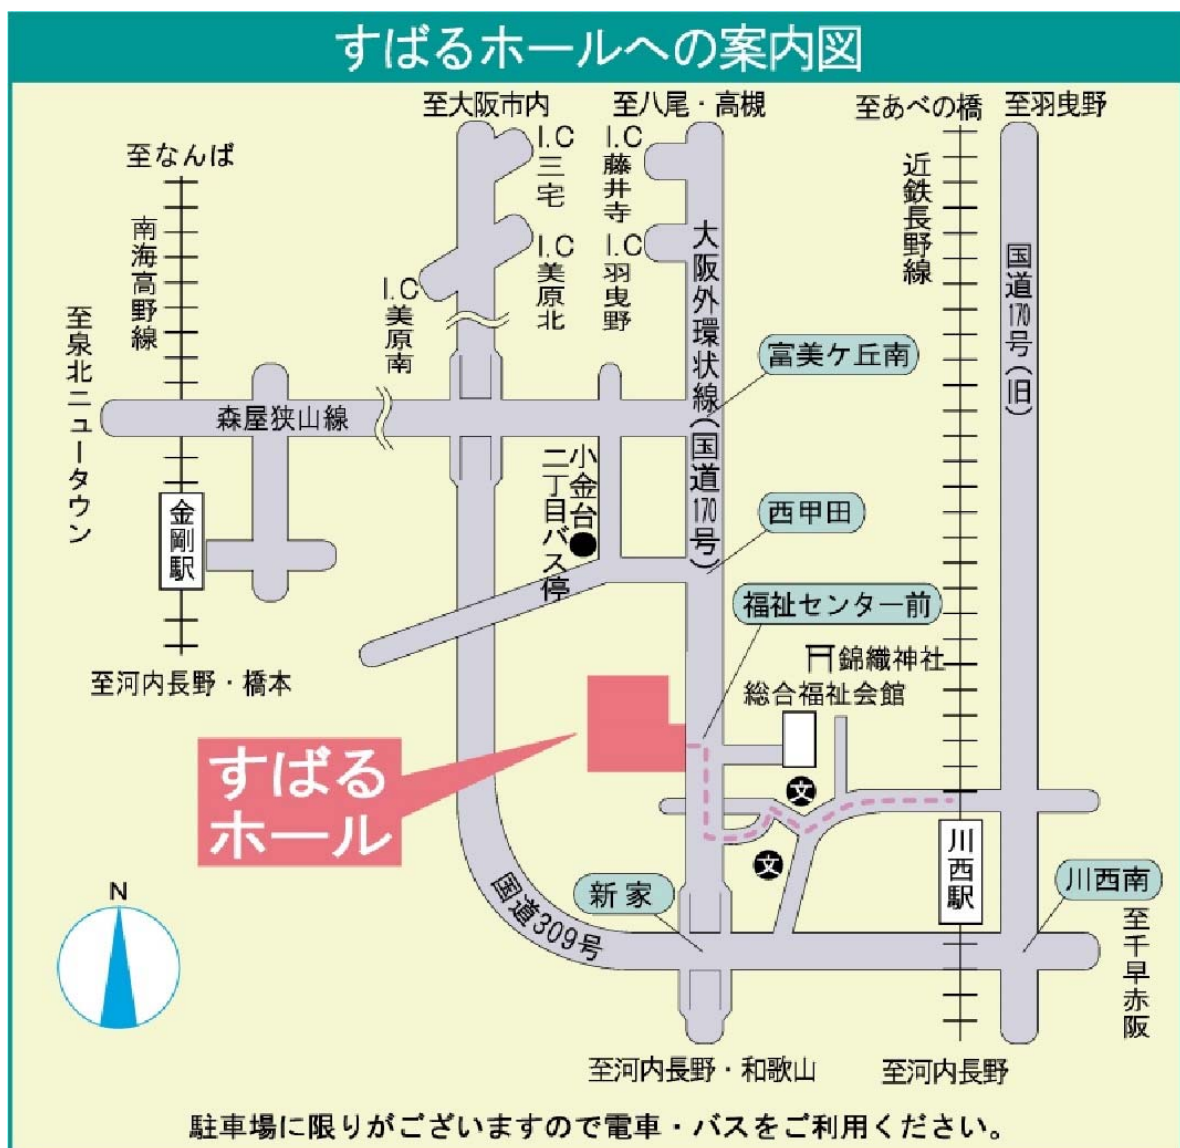 すばるホールへの案内図
至大阪市内
至八尾・高槻
至あべの橋
至羽曳野
至なんば
南海高野線
I.C三宅
I.C藤井寺
近鉄長野線
I.C美原北
I.C羽曳野
I.C美原南
大阪外環状線(国道170号)
国道170号(旧)
至泉北ニュータウン
森屋狭山線
富美ケ丘南
金剛駅
小金台
二丁目バス停
西甲田
福祉センター前
錦織神社
総合福祉会館
至河内長野・橋本
すばる
ホール
文
文
川西駅
新家
川西南
国道309号
至千早赤阪
N
至河内長野・和歌山
至河内長野
駐車場に限りがございますので電車・バスをご利用ください。